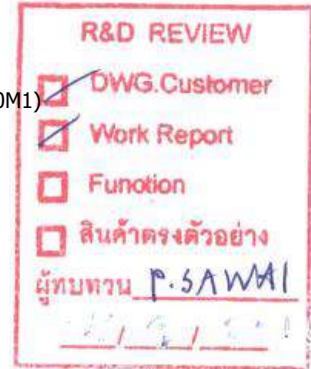 R&D REVIEW
0M1)
DWG.Customer
Work Report
Function
สินค้าตรงตัวอย่าง
ผู้ทบทวน P.SAWAI